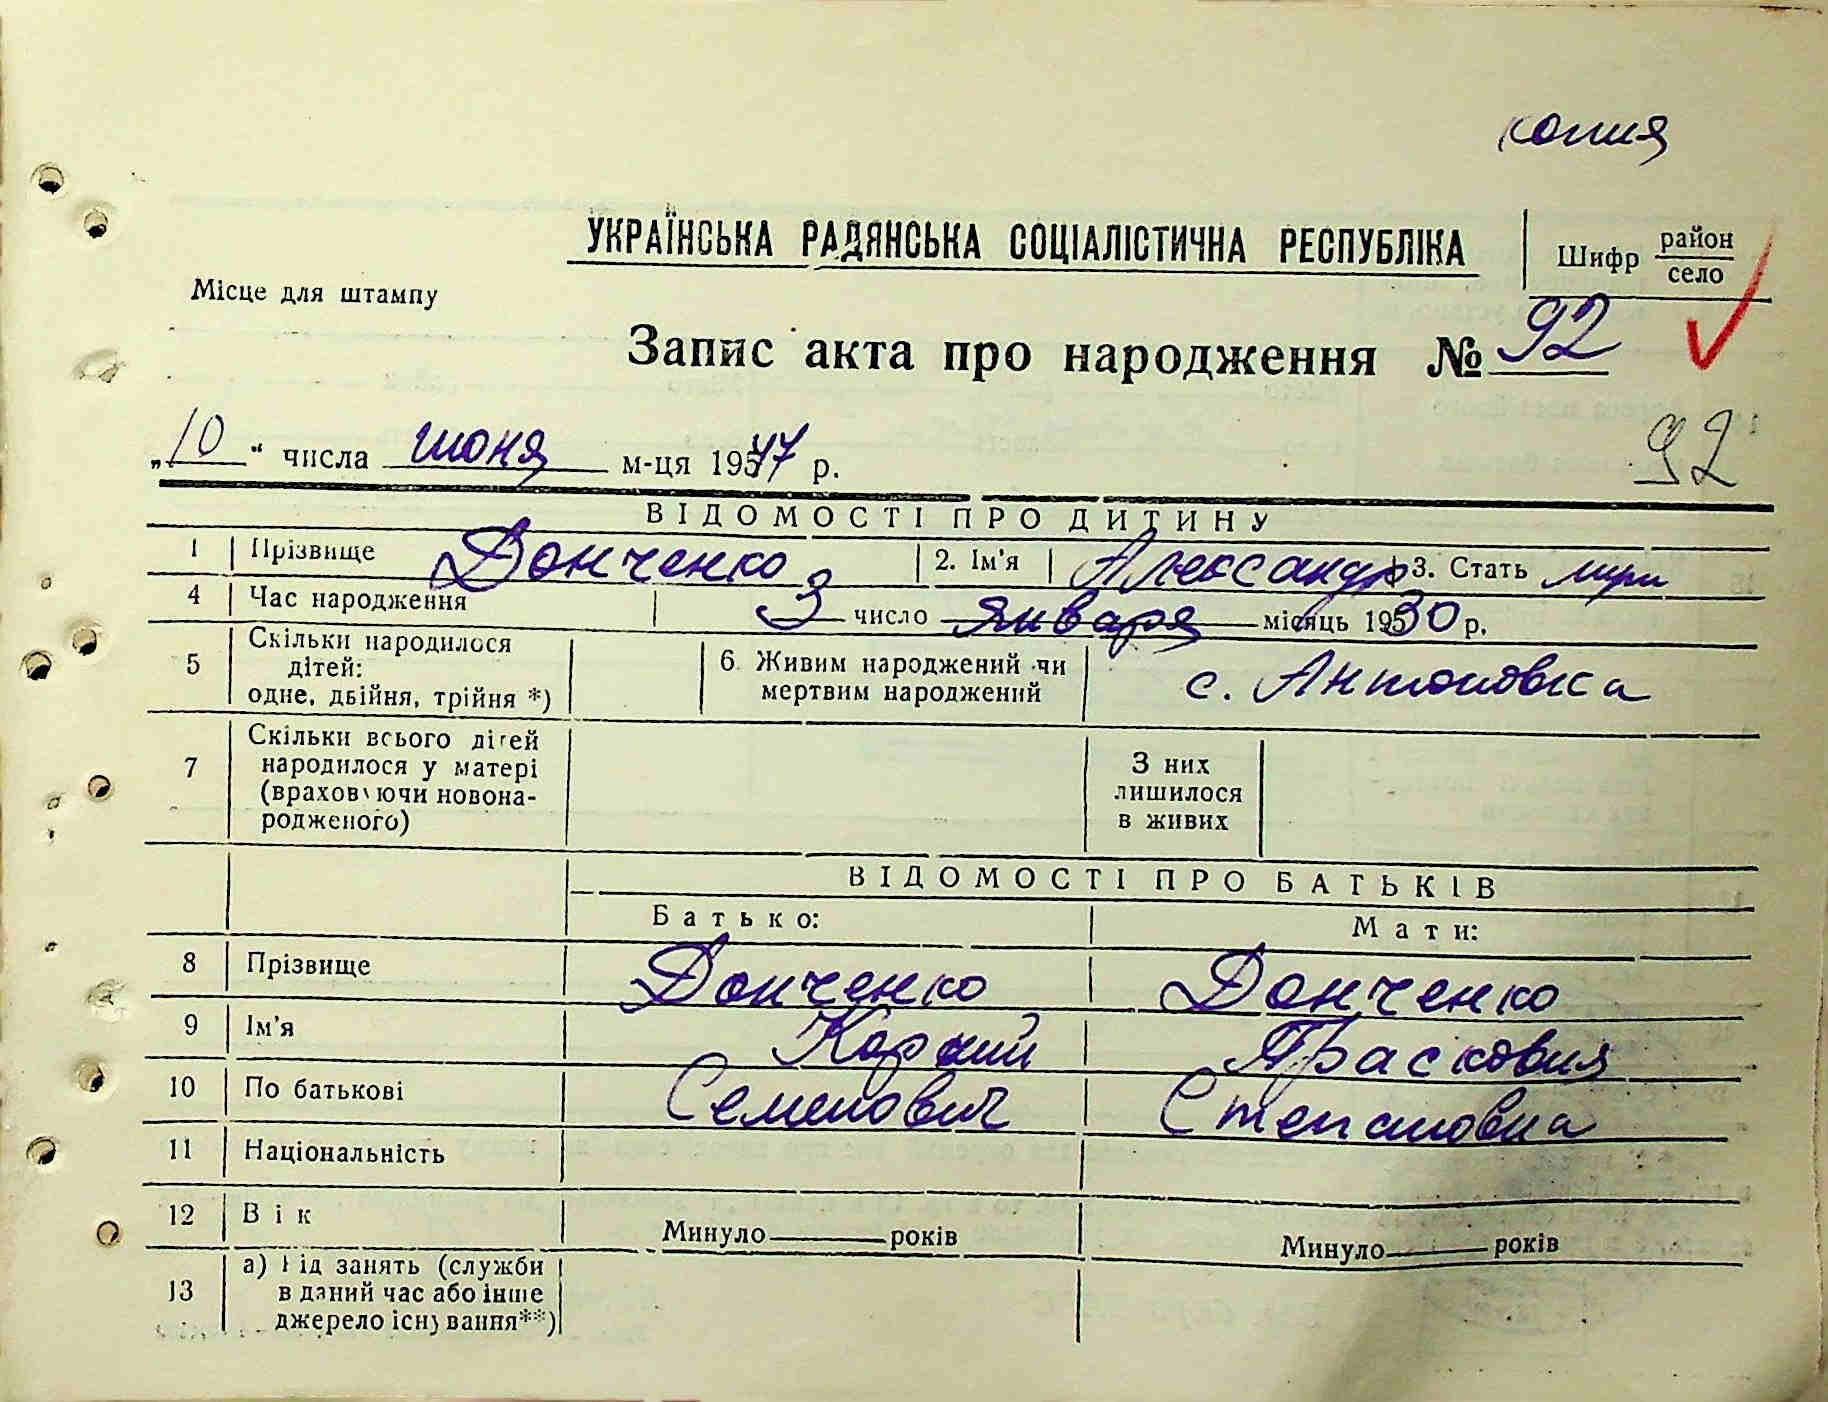 копия
УКРАЇНСЬКА РАДЯНСЬКА СОЦІАЛІСТИЧНА РЕСПУБЛІКА
Шифр район
село
Місце для штампу
Запис акта про народження № 92
„10“ числа июня м-ця 1947 р.
92
ВІДОМОСТІ ПРО ДИТИНУ
1 Прізвище Донченко 2. Ім'я Александр 3. Стать муж
4 Час народження 3 число января місяць 1930 р.
5 Скільки народилося дітей: одне, двійня, трійня *) 6. Живим народжений чи мертвим народжений с. Антоновка
7 Скільки всього дітей народилося у матері (враховуючи новонародженого) З них лишилося в живих
ВІДОМОСТІ ПРО БАТЬКІВ
Батько: Мати:
8 Прізвище Донченко Донченко
9 Ім'я Корний Прасковия
10 По батькові Семенович Степановна
11 Національність
12 Вік Минуло років Минуло років
13 а) Рід занять (служби в даний час або інше джерело існування**)